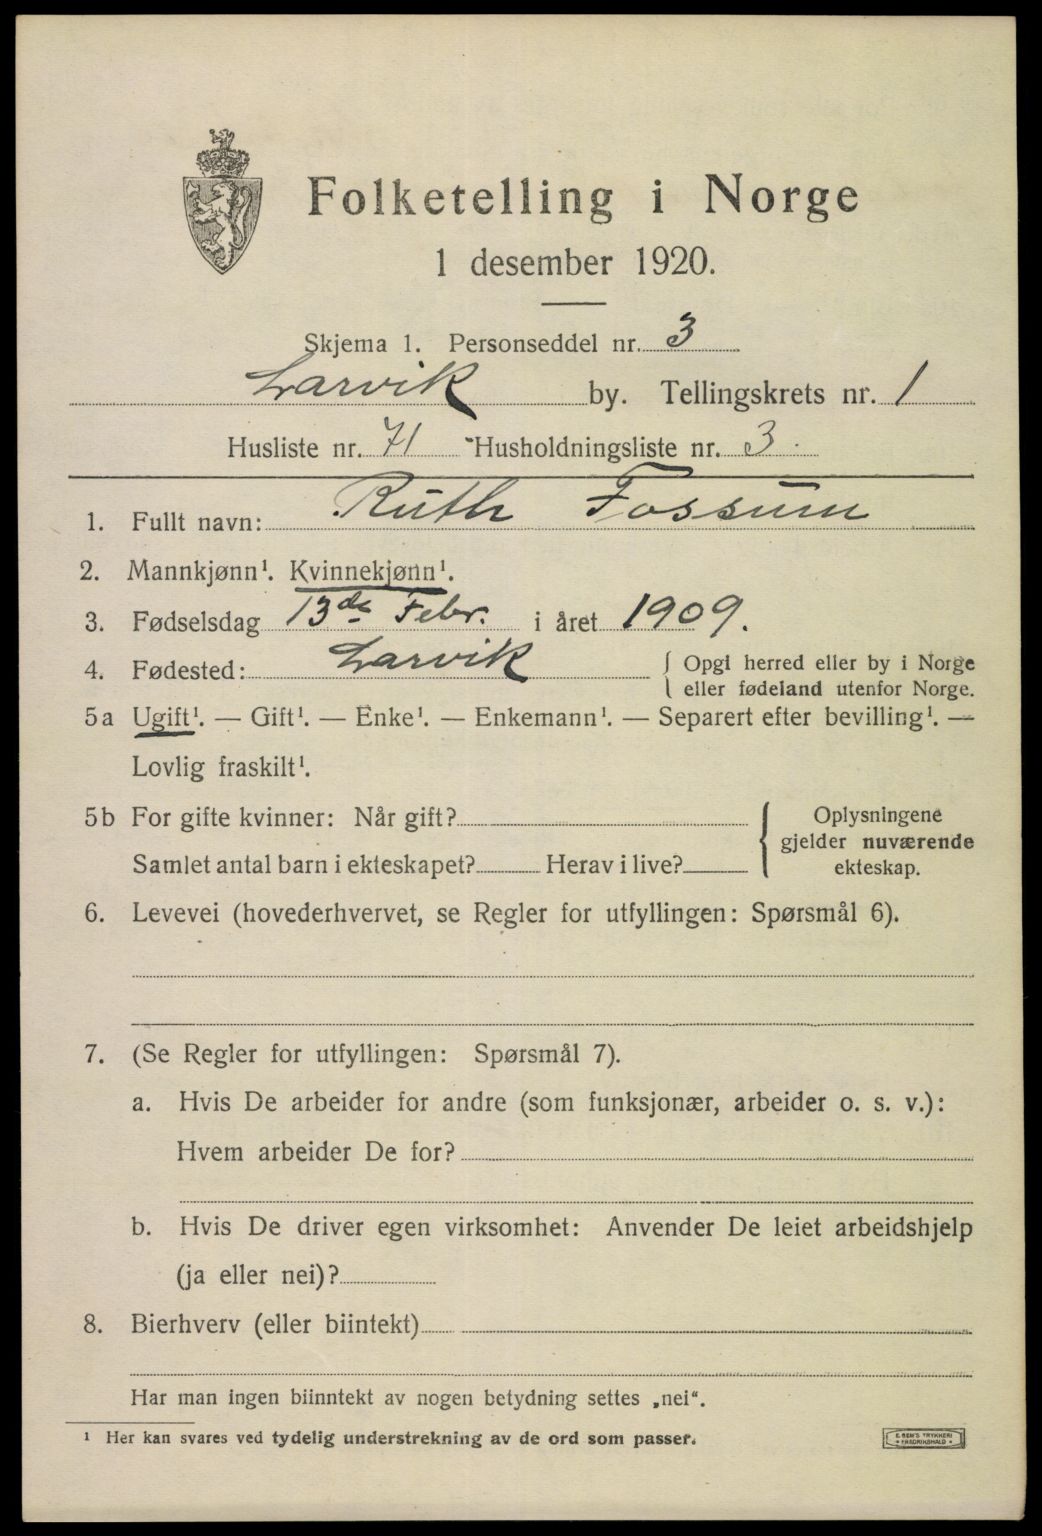 Folketelling i Norge
1 desember 1920.
Skjema 1. Personseddel nr. 3
Larvik by. Tellingskrets nr. 1
Husliste nr. 71 Husholdningsliste nr. 3.
1. Fullt navn: Ruth Fossum
2. Mannkjønn¹. Kvinnekjønn¹.
3. Fødselsdag 13de Febr. i året 1909.
4. Fødested: Larvik { Opgi herred eller by i Norge
eller fødeland utenfor Norge.
5a Ugift¹. — Gift¹. — Enke¹. — Enkemann¹. — Separert efter bevilling¹. —
Lovlig fraskilt¹.
5b For gifte kvinner: Når gift? { Oplysningene
gjelder nuværende
Samlet antal barn i ekteskapet? Herav i live? ekteskap.
6. Levevei (hovederhvervet, se Regler for utfyllingen: Spørsmål 6).
7. (Se Regler for utfyllingen: Spørsmål 7).
a. Hvis De arbeider for andre (som funksjonær, arbeider o. s. v.):
Hvem arbeider De for?
b. Hvis De driver egen virksomhet: Anvender De leiet arbeidshjelp
(ja eller nei)?
8. Bierhverv (eller biintekt)
Har man ingen biinntekt av nogen betydning settes „nei“.
¹ Her kan svares ved tydelig understrekning av de ord som passer.
TRYKKERI
FREDRIKSHALD